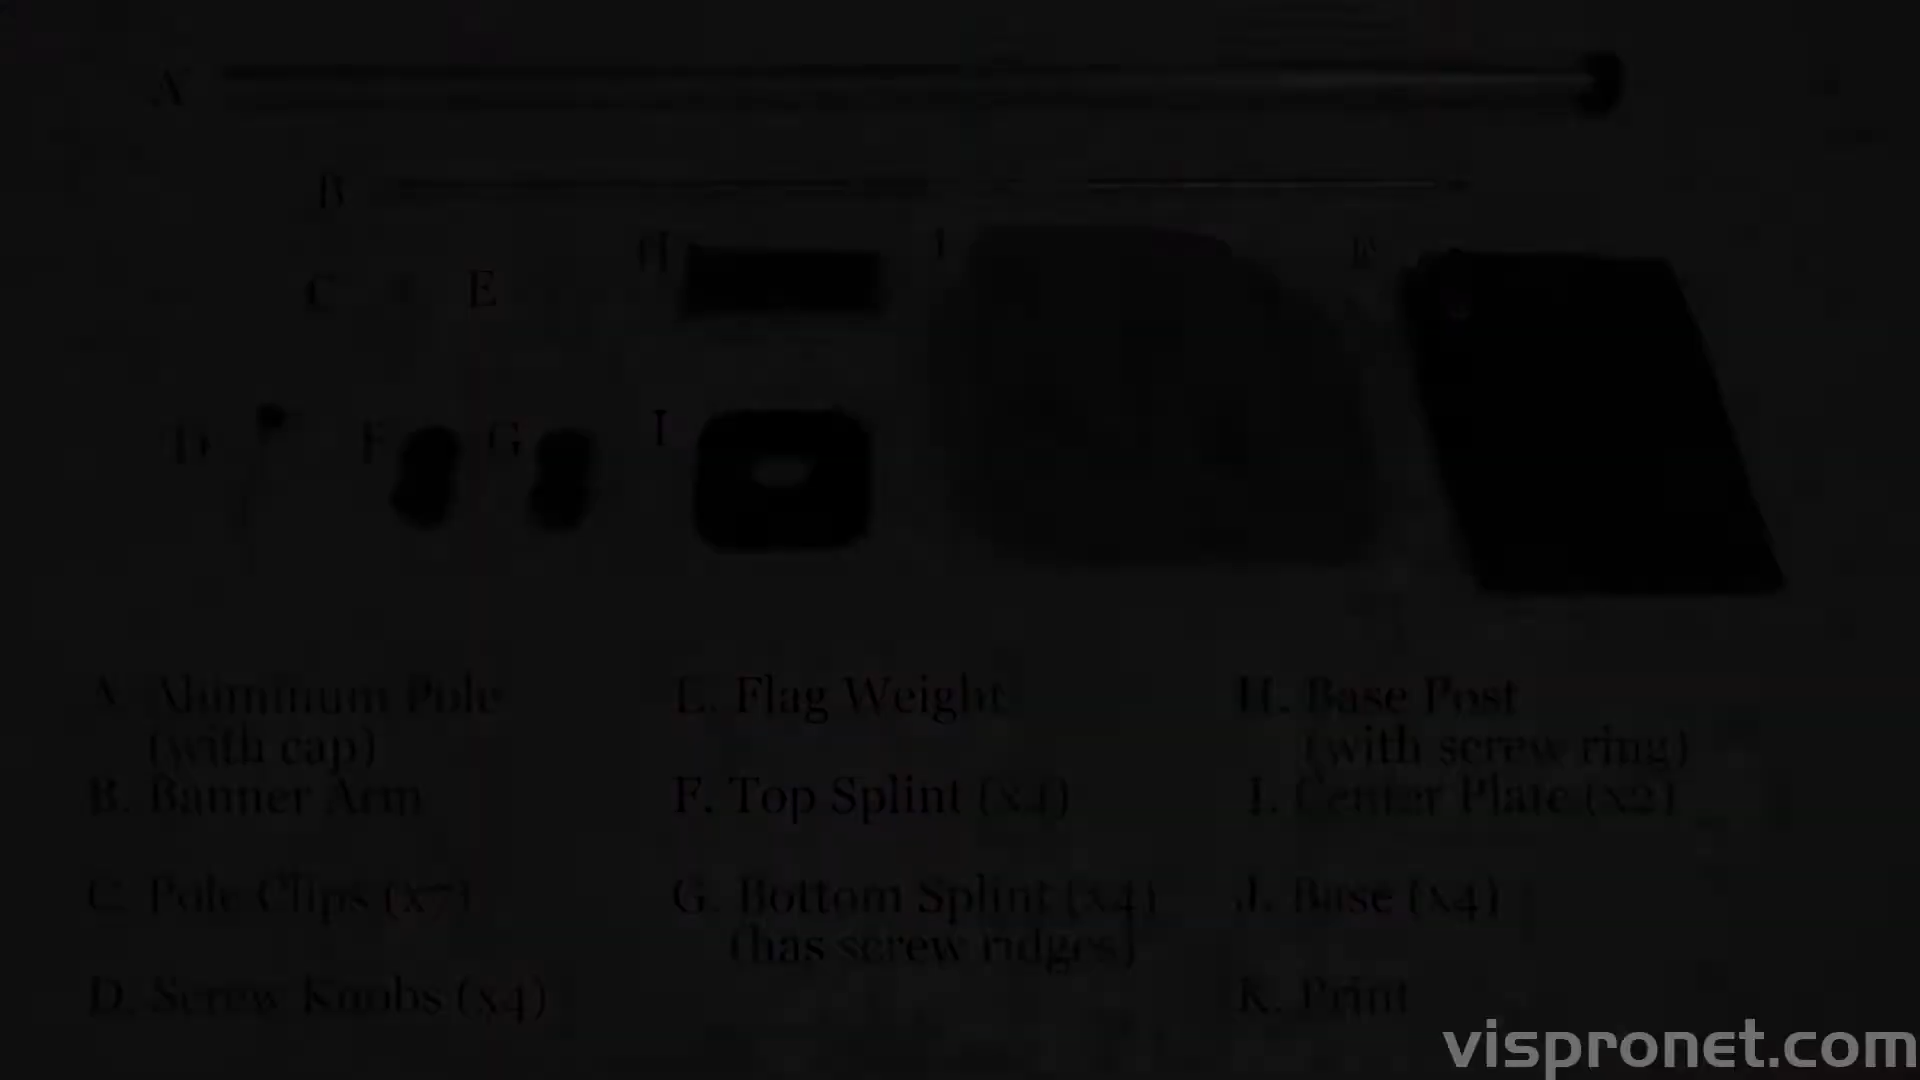 A
B
H
J
K
C
E
D
F
G
I
A. Aluminum Pole
(with cap)
B. Banner Arm
C. Pole Clips (x7)
D. Screw Knobs (x4)
E. Flag Weight
F. Top Splint (x4)
G. Bottom Splint (x4)
(has screw ridges)
H. Base Post
(with screw ring)
I. Center Plate (x2)
J. Base (x4)
K. Print
vispronet.com